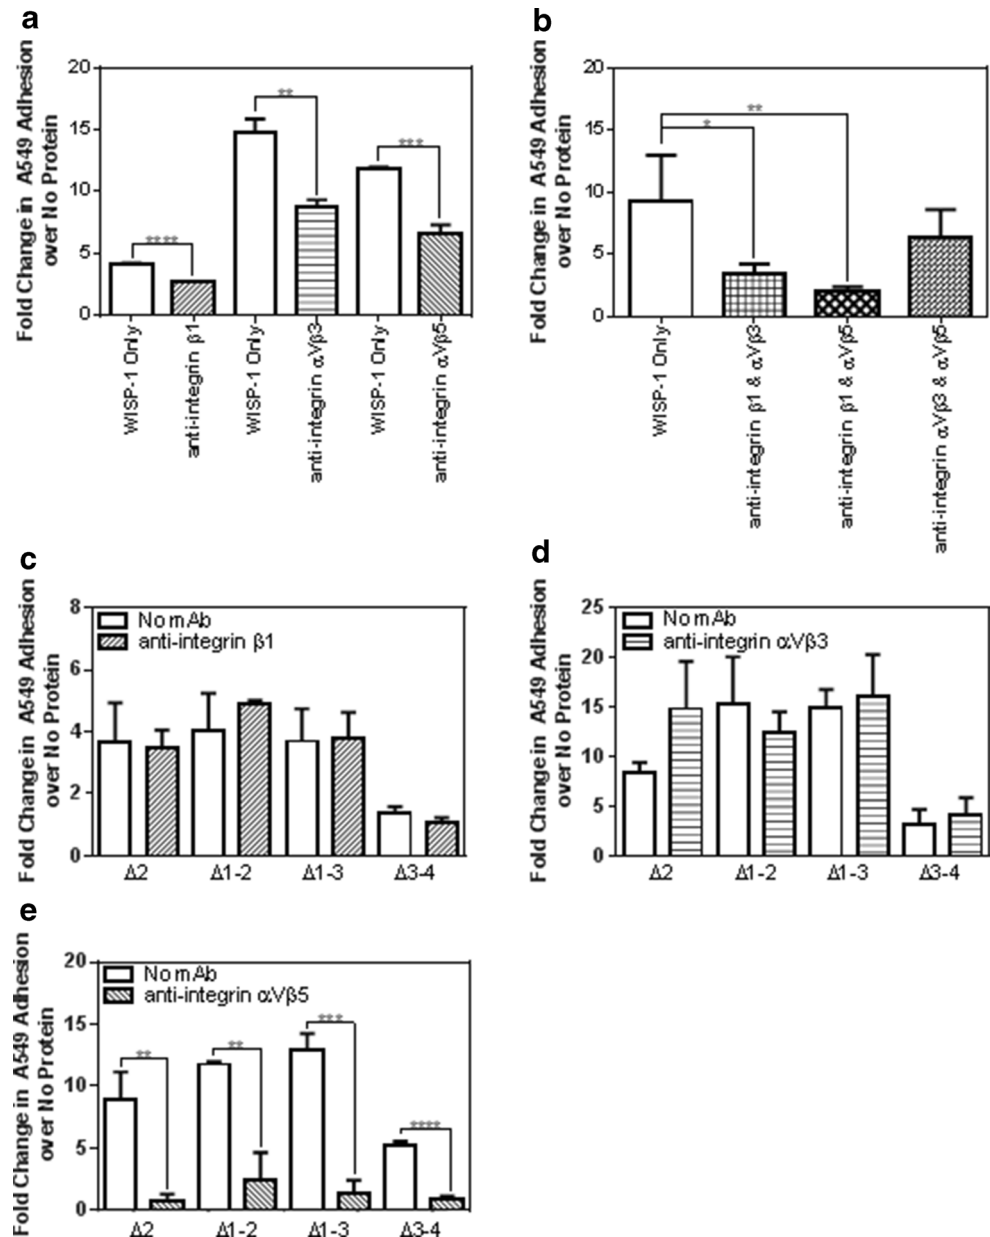 a
Fold Change in A549 Adhesion
over No Protein
20
15
10
5
0
**
***
****
WISP-1 Only
anti-integrin β1
WISP-1 Only
anti-integrin αVβ3
WISP-1 Only
anti-integrin αVβ5
b
Fold Change in A549 Adhesion
over No Protein
20
15
10
5
0
**
*
WISP-1 Only
anti-integrin β1 & αVβ3
anti-integrin β1 & αVβ5
anti-integrin αVβ3 & αVβ5
c
Fold Change in A549 Adhesion
over No Protein
8
6
4
2
0
No mAb
anti-integrin β1
Δ2
Δ1-2
Δ1-3
Δ3-4
d
Fold Change in A549 Adhesion
over No Protein
25
20
15
10
5
0
No mAb
anti-integrin αVβ3
Δ2
Δ1-2
Δ1-3
Δ3-4
e
Fold Change in A549 Adhesion
over No Protein
20
15
10
5
0
No mAb
anti-integrin αVβ5
**
**
***
****
Δ2
Δ1-2
Δ1-3
Δ3-4